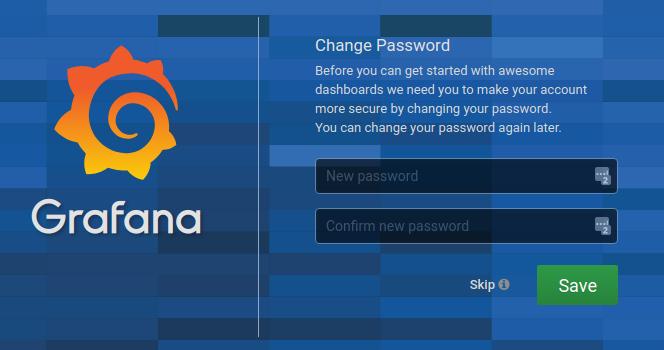 Grafana
Change Password
Before you can get started with awesome
dashboards we need you to make your account
more secure by changing your password.
You can change your password again later.
New password
2
Confirm new password
2
Skip
Save